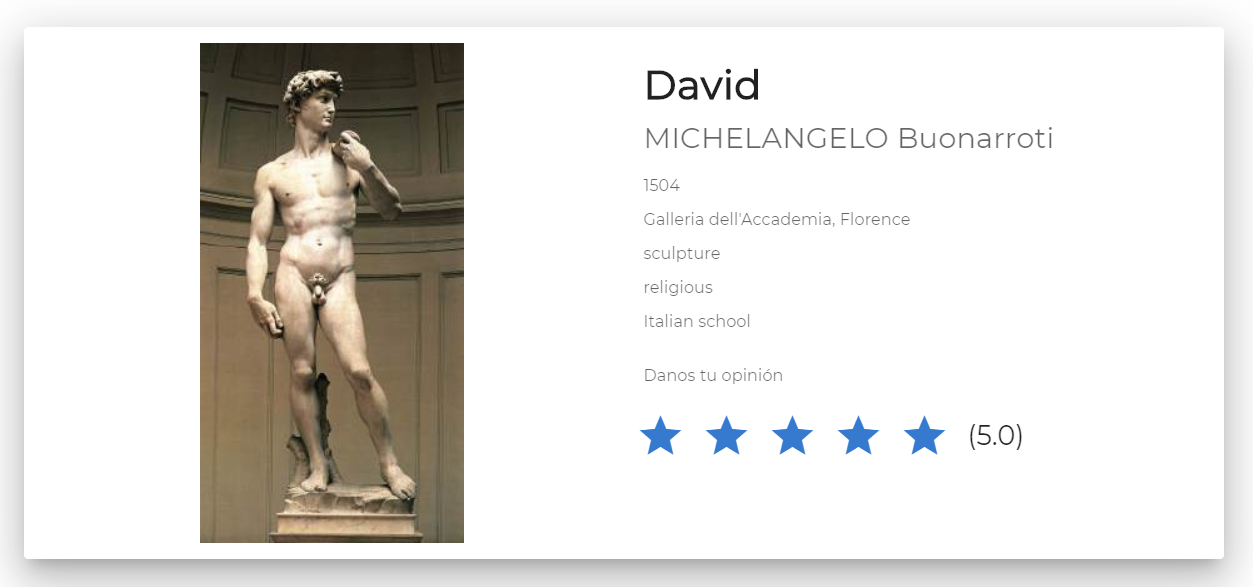 David
MICHELANGELO Buonarroti
1504
Galleria dell'Accademia, Florence
sculpture
religious
Italian school
Danos tu opinión
(5.0)